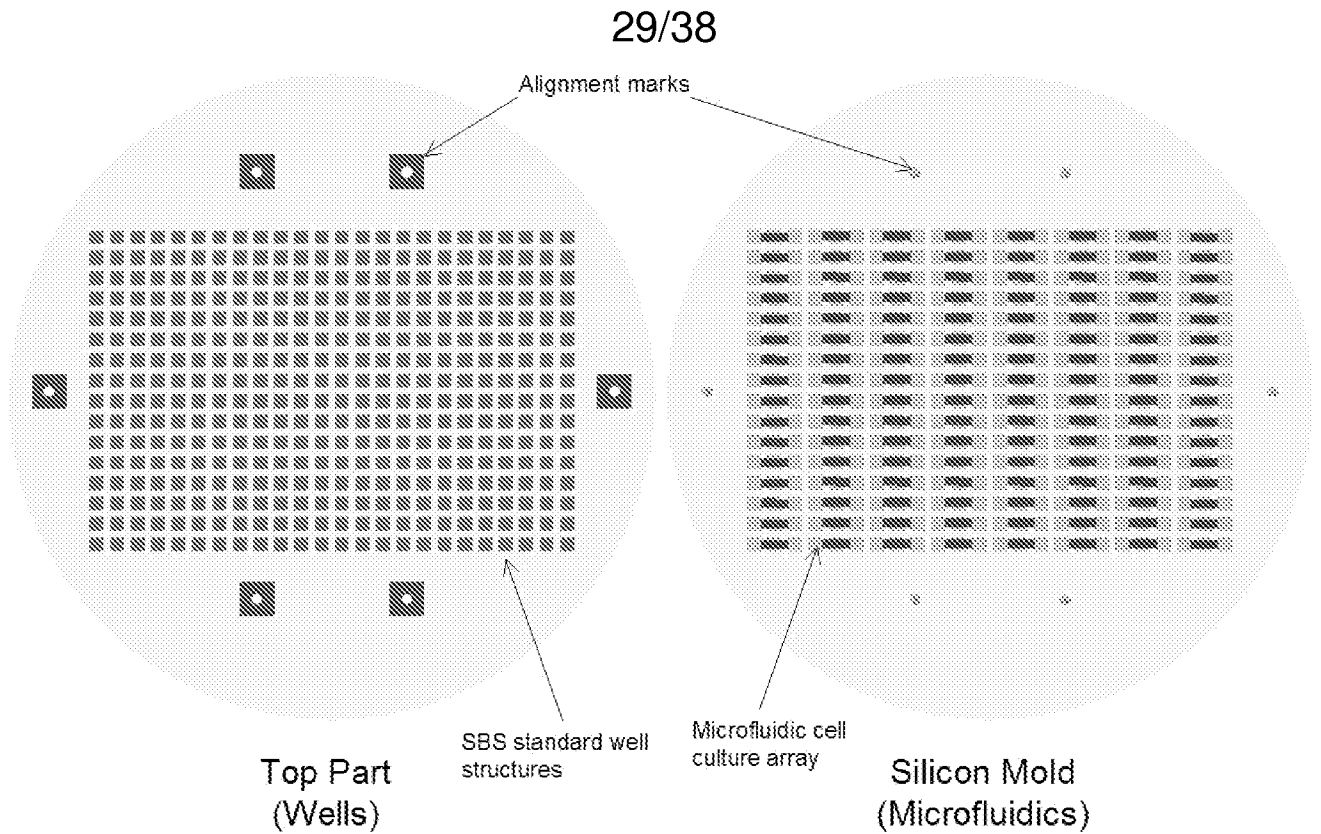 29/38
Alignment marks
SBS standard well
structures
Microfluidic cell
culture array
Top Part
(Wells)
Silicon Mold
(Microfluidics)